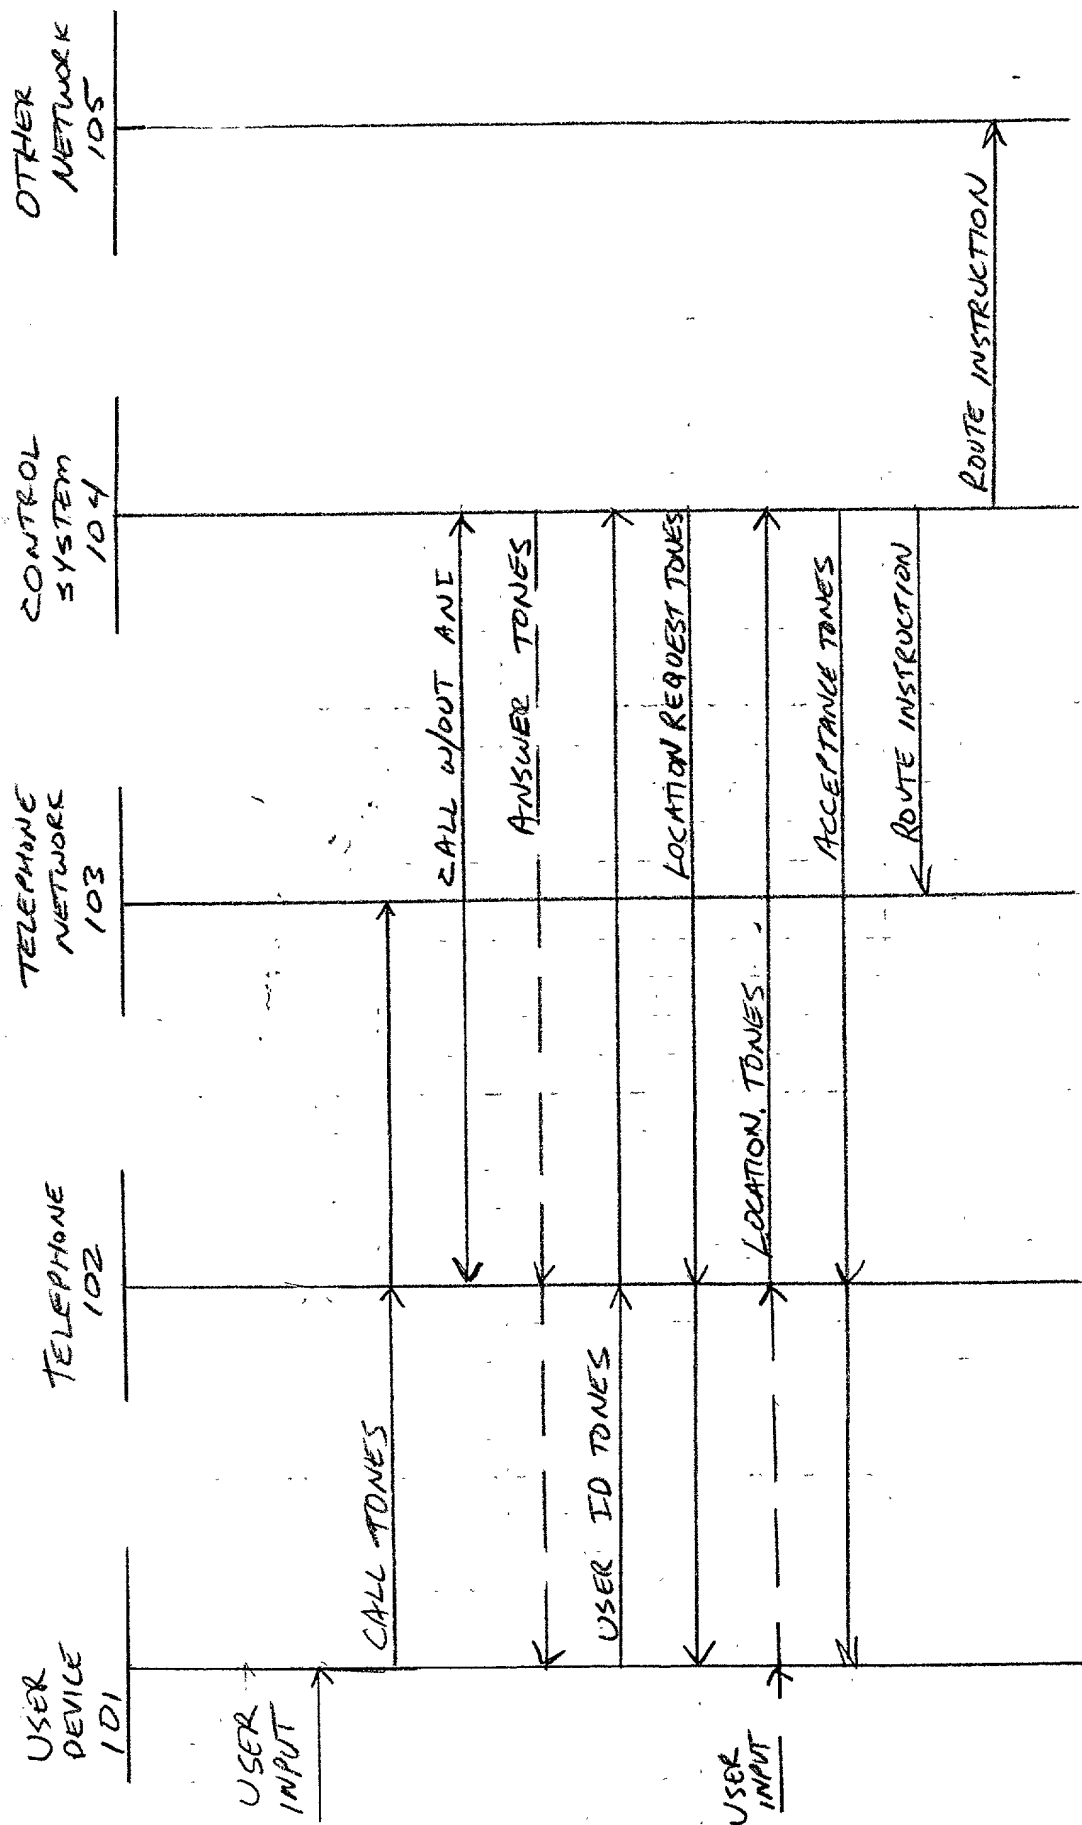 USER
DEVICE
101
TELEPHONE
102
TELEPHONE
NETWORK
103
CONTROL
SYSTEM
104
OTHER
NETWORK
105
USER
INPUT
CALL TONES
CALL W/OUT ANI
ANSWER TONES
USER ID TONES
LOCATION REQUEST TONES
USER
INPUT
LOCATION TONES
ACCEPTANCE TONES
ROUTE INSTRUCTION
ROUTE INSTRUCTION